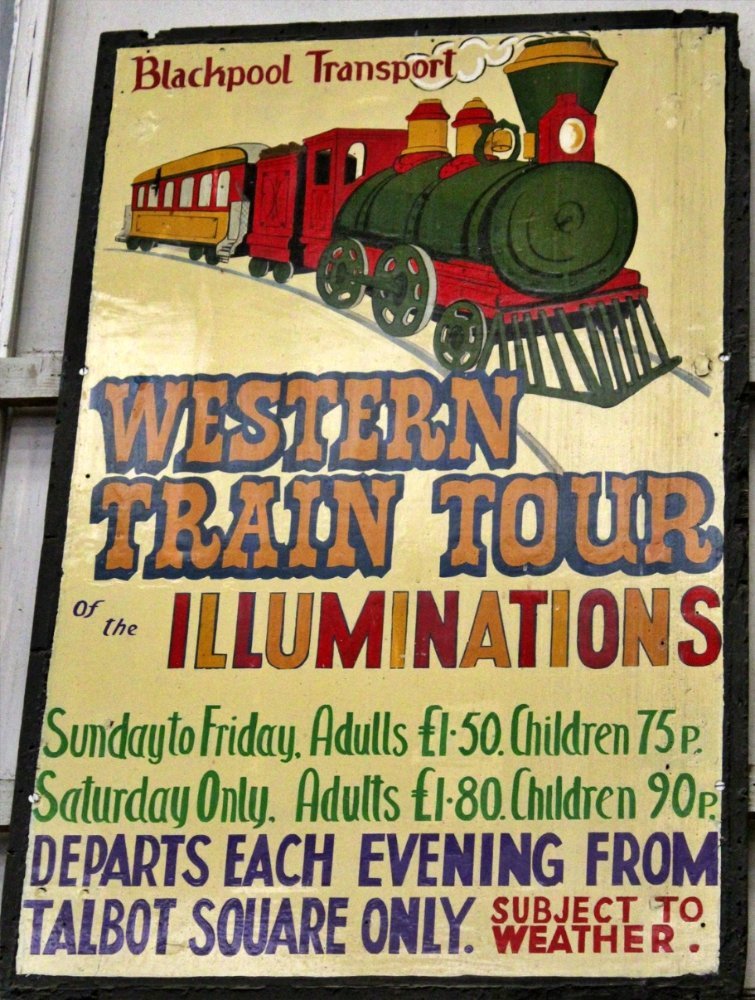 Blackpool Transport
WESTERN
TRAIN TOUR
Of the ILLUMINATIONS
Sunday to Friday, Adulls £1·50. Children 75p.
Saturday Only. Adults £1·80. Children 90p.
DEPARTS EACH EVENING FROM
TALBOT SQUARE ONLY. SUBJECT TO
WEATHER.